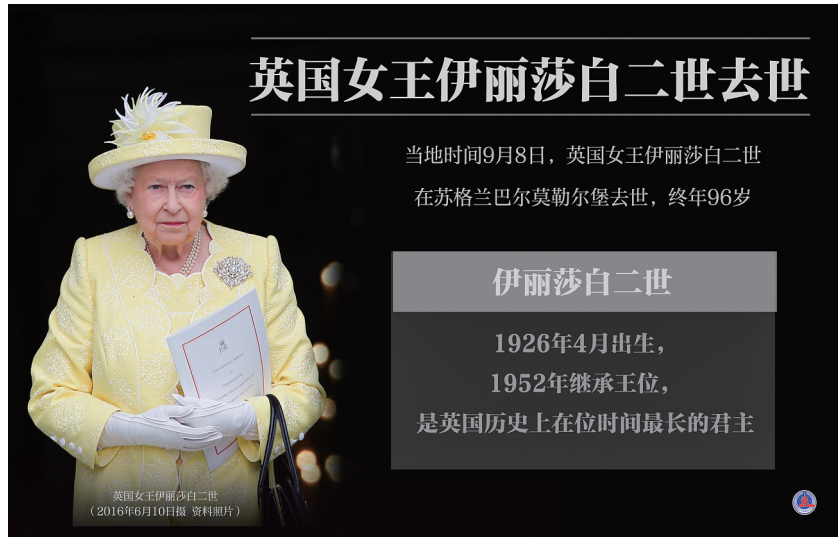 英国女王伊丽莎白二世去世
当地时间9月8日，英国女王伊丽莎白二世
在苏格兰巴尔莫勒尔堡去世，终年96岁
伊丽莎白二世
1926年4月出生，
1952年继承王位，
是英国历史上在位时间最长的君主
英国女王伊丽莎白二世
（2016年6月10日摄 资料照片）